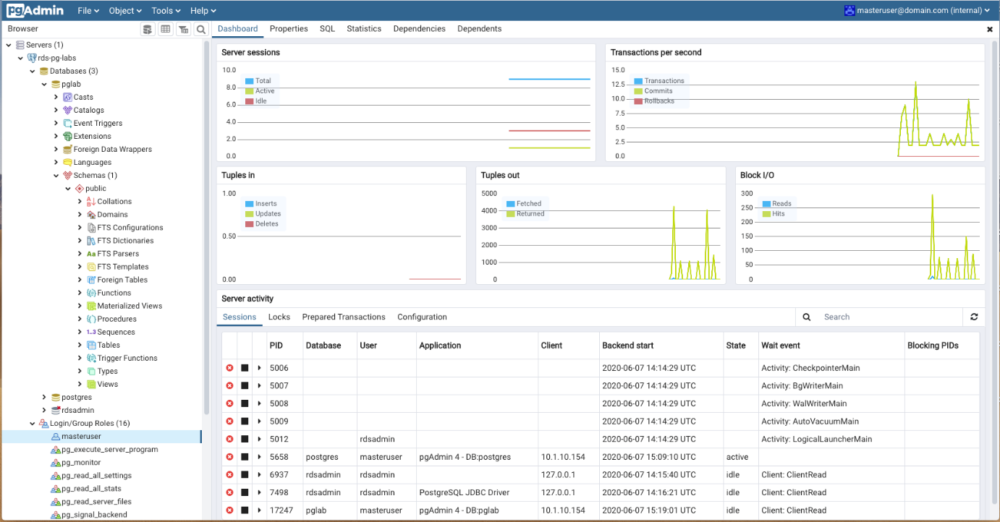 pgAdmin File Object Tools Help masteruser@domain.com (internal)
Browser
Dashboard Properties SQL Statistics Dependencies Dependents
Servers (1)
rds-pg-labs
Databases (3)
pglab
Casts
Catalogs
Event Triggers
Extensions
Foreign Data Wrappers
Languages
Schemas (1)
public
Collations
Domains
FTS Configurations
FTS Dictionaries
Aa FTS Parsers
FTS Templates
Foreign Tables
Functions
Materialized Views
Procedures
1..3 Sequences
Tables
Trigger Functions
Types
Views
postgres
rdsadmin
Login/Group Roles (16)
masteruser
pg_execute_server_program
pg_monitor
pg_read_all_settings
pg_read_all_stats
pg_read_server_files
pg_signal_backend
Server sessions
10.0
8.0
6.0
4.0
2.0
0.0
Total
Active
Idle
Transactions per second
15.0
12.5
10.0
7.5
5.0
2.5
0.0
Transactions
Commits
Rollbacks
Tuples in
1.00
0.50
0.00
Inserts
Updates
Deletes
Tuples out
5000
4000
3000
2000
1000
0
Fetched
Returned
Block I/O
300
250
200
150
100
50
0
Reads
Hits
Server activity
Sessions Locks Prepared Transactions Configuration Search
PID Database User Application Client Backend start State Wait event Blocking PIDs
5006 2020-06-07 14:14:29 UTC Activity: CheckpointerMain
5007 2020-06-07 14:14:29 UTC Activity: BgWriterMain
5008 2020-06-07 14:14:29 UTC Activity: WalWriterMain
5009 2020-06-07 14:14:29 UTC Activity: AutoVacuumMain
5012 rdsadmin 2020-06-07 14:14:29 UTC Activity: LogicalLauncherMain
5658 postgres masteruser pgAdmin 4 - DB:postgres 10.1.10.154 2020-06-07 15:09:10 UTC active
6937 rdsadmin rdsadmin 127.0.0.1 2020-06-07 14:15:40 UTC idle Client: ClientRead
7498 rdsadmin rdsadmin PostgreSQL JDBC Driver 127.0.0.1 2020-06-07 14:16:21 UTC idle Client: ClientRead
17247 pglab masteruser pgAdmin 4 - DB:pglab 10.1.10.154 2020-06-07 15:19:01 UTC idle Client: ClientRead